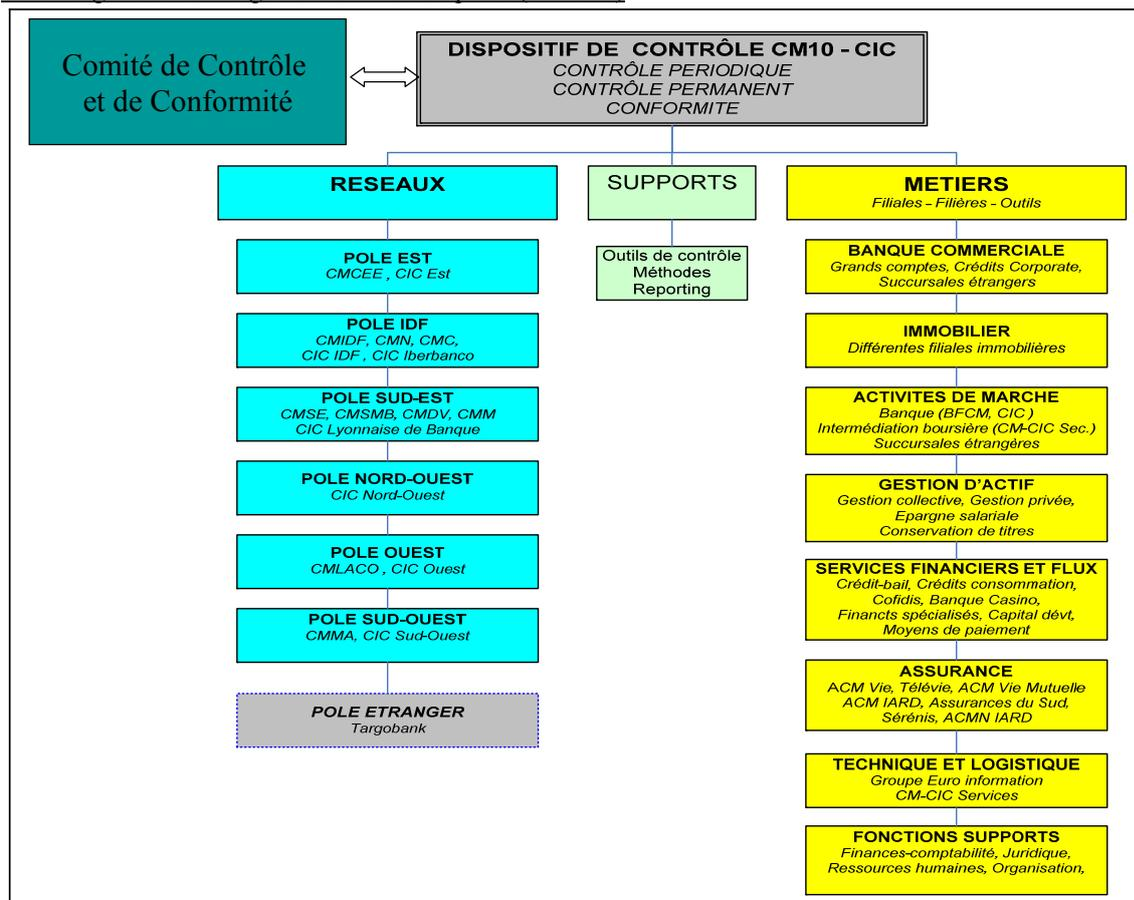 Comité de Contrôle
et de Conformité
DISPOSITIF DE CONTRÔLE CM10 - CIC
CONTRÔLE PERIODIQUE
CONTRÔLE PERMANENT
CONFORMITE
RESEAUX
POLE EST
CMCEE , CIC Est
POLE IDF
CMIDF, CMN, CMC,
CIC IDF , CIC Iberbanco
POLE SUD-EST
CMSE, CMSMB, CMDV, CMM
CIC Lyonnaise de Banque
POLE NORD-OUEST
CIC Nord-Ouest
POLE OUEST
CMLACO , CIC Ouest
POLE SUD-OUEST
CMMA, CIC Sud-Ouest
POLE ETRANGER
Targobank
SUPPORTS
Outils de contrôle
Méthodes
Reporting
METIERS
Filiales - Filières - Outils
BANQUE COMMERCIALE
Grands comptes, Crédits Corporate,
Succursales étrangers
IMMOBILIER
Différentes filiales immobilières
ACTIVITES DE MARCHE
Banque (BFCM, CIC )
Intermédiation boursière (CM-CIC Sec.)
Succursales étrangères
GESTION D'ACTIF
Gestion collective, Gestion privée,
Epargne salariale
Conservation de titres
SERVICES FINANCIERS ET FLUX
Crédit-bail, Crédits consommation,
Cofidis, Banque Casino,
Financts spécialisés, Capital dévt,
Moyens de paiement
ASSURANCE
ACM Vie, Télévie, ACM Vie Mutuelle
ACM IARD, Assurances du Sud,
Sérénis, ACMN IARD
TECHNIQUE ET LOGISTIQUE
Groupe Euro information
CM-CIC Services
FONCTIONS SUPPORTS
Finances-comptabilité, Juridique,
Ressources humaines, Organisation,